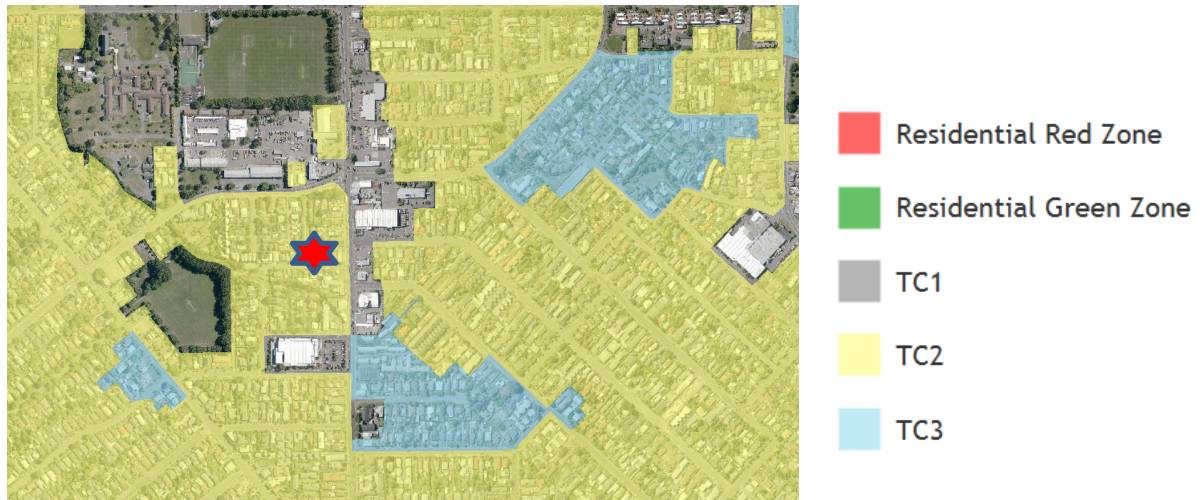 Residential Red Zone
Residential Green Zone
TC1
TC2
TC3